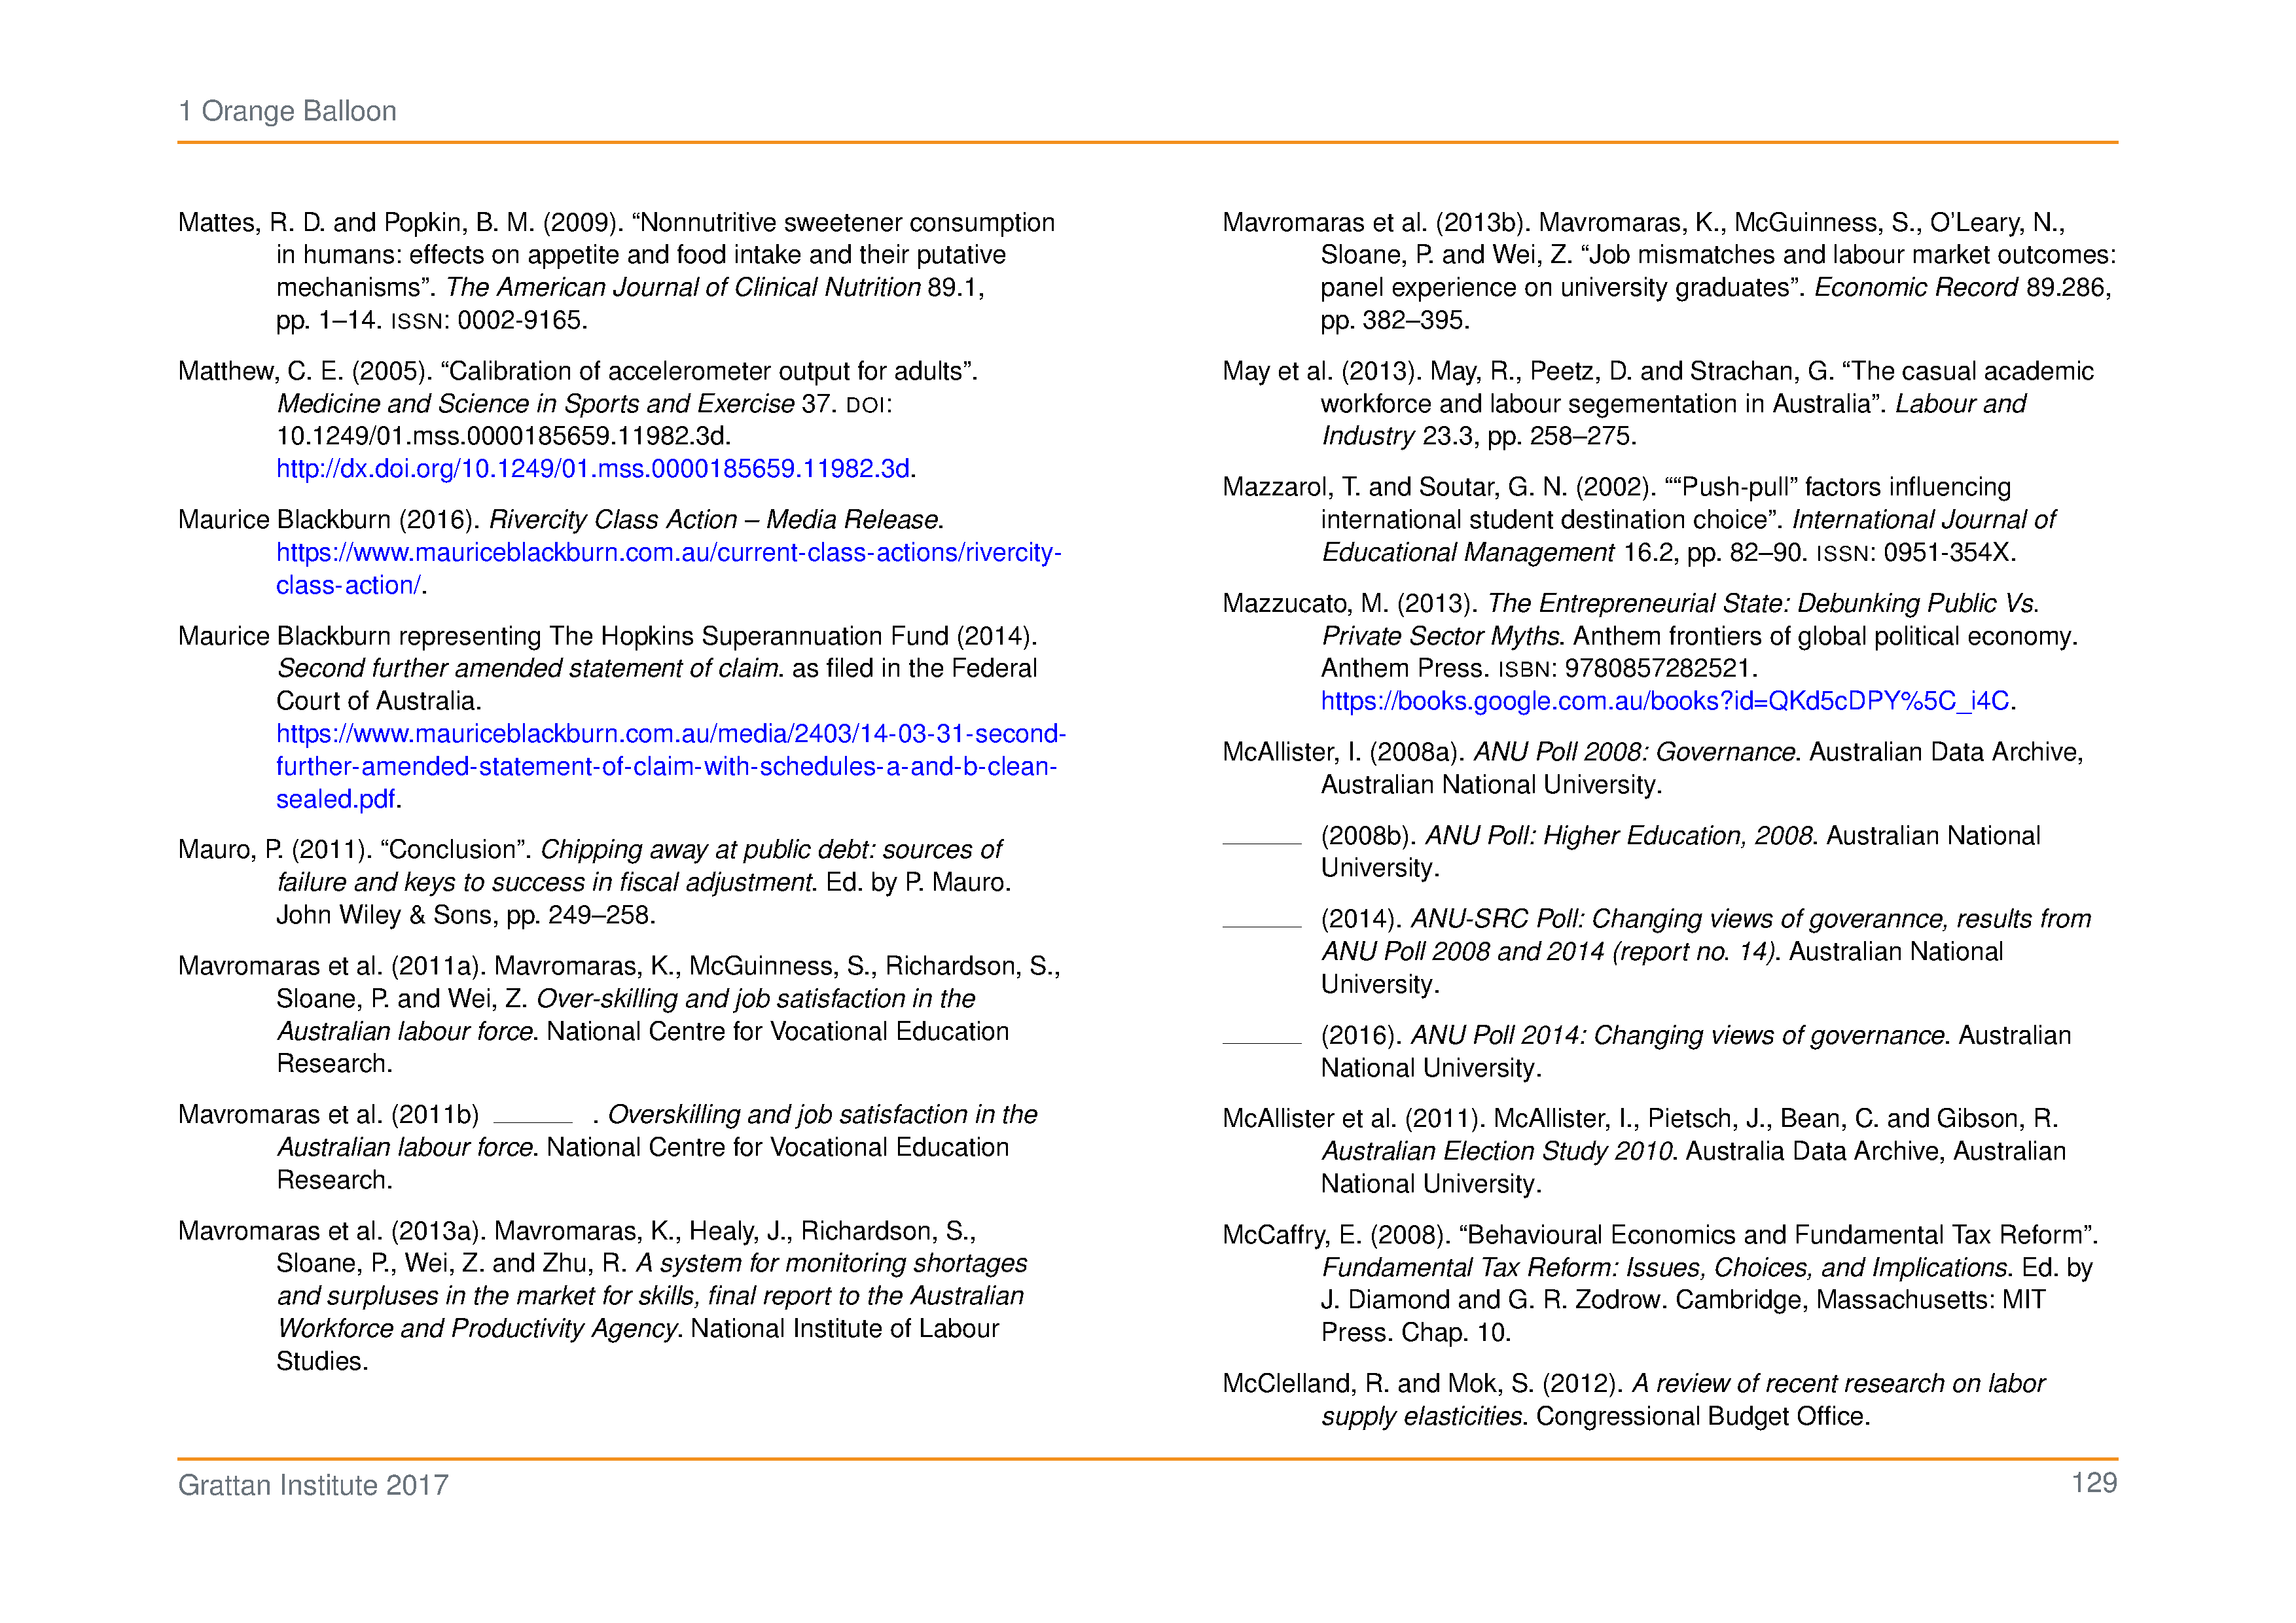 1 Orange Balloon
Mattes, R. D. and Popkin, B. M. (2009). “Nonnutritive sweetener consumption
in humans: effects on appetite and food intake and their putative
mechanisms”. The American Journal of Clinical Nutrition 89.1,
pp. 1–14. ISSN: 0002-9165.
Matthew, C. E. (2005). “Calibration of accelerometer output for adults”.
Medicine and Science in Sports and Exercise 37. DOI:
10.1249/01.mss.0000185659.11982.3d.
http://dx.doi.org/10.1249/01.mss.0000185659.11982.3d.
Maurice Blackburn (2016). Rivercity Class Action – Media Release.
https://www.mauriceblackburn.com.au/current-class-actions/rivercity-
class-action/.
Maurice Blackburn representing The Hopkins Superannuation Fund (2014).
Second further amended statement of claim. as filed in the Federal
Court of Australia.
https://www.mauriceblackburn.com.au/media/2403/14-03-31-second-
further-amended-statement-of-claim-with-schedules-a-and-b-clean-
sealed.pdf.
Mauro, P. (2011). “Conclusion”. Chipping away at public debt: sources of
failure and keys to success in fiscal adjustment. Ed. by P. Mauro.
John Wiley & Sons, pp. 249–258.
Mavromaras et al. (2011a). Mavromaras, K., McGuinness, S., Richardson, S.,
Sloane, P. and Wei, Z. Over-skilling and job satisfaction in the
Australian labour force. National Centre for Vocational Education
Research.
Mavromaras et al. (2011b) ______ . Overskilling and job satisfaction in the
Australian labour force. National Centre for Vocational Education
Research.
Mavromaras et al. (2013a). Mavromaras, K., Healy, J., Richardson, S.,
Sloane, P., Wei, Z. and Zhu, R. A system for monitoring shortages
and surpluses in the market for skills, final report to the Australian
Workforce and Productivity Agency. National Institute of Labour
Studies.
Mavromaras et al. (2013b). Mavromaras, K., McGuinness, S., O’Leary, N.,
Sloane, P. and Wei, Z. “Job mismatches and labour market outcomes:
panel experience on university graduates”. Economic Record 89.286,
pp. 382–395.
May et al. (2013). May, R., Peetz, D. and Strachan, G. “The casual academic
workforce and labour segementation in Australia”. Labour and
Industry 23.3, pp. 258–275.
Mazzarol, T. and Soutar, G. N. (2002). ““Push-pull” factors influencing
international student destination choice”. International Journal of
Educational Management 16.2, pp. 82–90. ISSN: 0951-354X.
Mazzucato, M. (2013). The Entrepreneurial State: Debunking Public Vs.
Private Sector Myths. Anthem frontiers of global political economy.
Anthem Press. ISBN: 9780857282521.
https://books.google.com.au/books?id=QKd5cDPY%5C_i4C.
McAllister, I. (2008a). ANU Poll 2008: Governance. Australian Data Archive,
Australian National University.
______ (2008b). ANU Poll: Higher Education, 2008. Australian National
University.
______ (2014). ANU-SRC Poll: Changing views of goverannce, results from
ANU Poll 2008 and 2014 (report no. 14). Australian National
University.
______ (2016). ANU Poll 2014: Changing views of governance. Australian
National University.
McAllister et al. (2011). McAllister, I., Pietsch, J., Bean, C. and Gibson, R.
Australian Election Study 2010. Australia Data Archive, Australian
National University.
McCaffry, E. (2008). “Behavioural Economics and Fundamental Tax Reform”.
Fundamental Tax Reform: Issues, Choices, and Implications. Ed. by
J. Diamond and G. R. Zodrow. Cambridge, Massachusetts: MIT
Press. Chap. 10.
McClelland, R. and Mok, S. (2012). A review of recent research on labor
supply elasticities. Congressional Budget Office.
Grattan Institute 2017
129